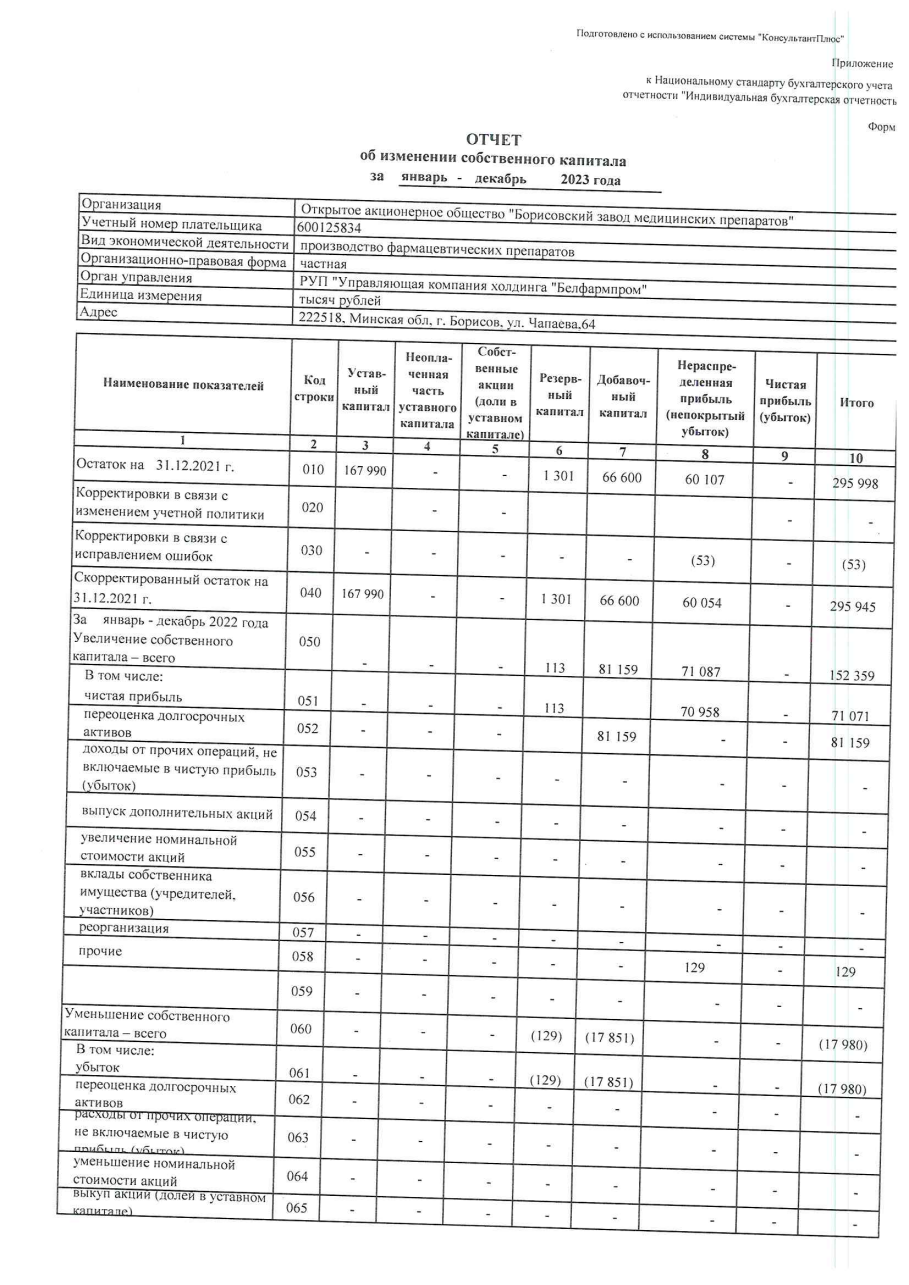 Подготовлено с использованием системы "КонсультантПлюс"
Приложение
к Национальному стандарту бухгалтерского учета
отчетности "Индивидуальная бухгалтерская отчетность
Форм
ОТЧЕТ
об изменении собственного капитала
за январь - декабрь 2023 года
Организация Открытое акционерное общество "Борисовский завод медицинских препаратов"
Учетный номер плательщика 600125834
Вид экономической деятельности производство фармацевтических препаратов
Организационно-правовая форма частная
Орган управления РУП "Управляющая компания холдинга "Белфармпром"
Единица измерения тысяч рублей
Адрес 222518, Минская обл, г. Борисов, ул. Чапаева,64
Наименование показателей
Код
строки
Устав-
ный
капитал
Неопла-
ченная
часть
уставного
капитала
Собст-
венные
акции
(доли в
уставном
капитале)
Резерв-
ный
капитал
Добавоч-
ный
капитал
Нераспре-
деленная
прибыль
(непокрытый
убыток)
Чистая
прибыль
(убыток)
Итого
1 2 3 4 5 6 7 8 9 10
Остаток на 31.12.2021 г. 010 167 990 - - 1 301 66 600 60 107 - 295 998
Корректировки в связи с
изменением учетной политики 020 - - - -
Корректировки в связи с
исправлением ошибок 030 - - - - - (53) - (53)
Скорректированный остаток на
31.12.2021 г. 040 167 990 - - 1 301 66 600 60 054 - 295 945
За январь - декабрь 2022 года
Увеличение собственного
капитала – всего 050 - - - 113 81 159 71 087 - 152 359
В том числе:
чистая прибыль 051 - - - 113 70 958 - 71 071
переоценка долгосрочных
активов 052 - - - 81 159 - - 81 159
доходы от прочих операций, не
включаемые в чистую прибыль
(убыток) 053 - - - - - - - -
выпуск дополнительных акций 054 - - - - - - - -
увеличение номинальной
стоимости акций 055 - - - - - - - -
вклады собственника
имущества (учредителей,
участников) 056 - - - - - - - -
реорганизация 057 - - - - - - - -
прочие 058 - - - - - 129 - 129
059 - - - - - - - -
Уменьшение собственного
капитала – всего 060 - - - (129) (17 851) - - (17 980)
В том числе:
убыток 061 - - - (129) (17 851) - - (17 980)
переоценка долгосрочных
активов 062 - - - - - - - -
расходы от прочих операций,
не включаемые в чистую
прибыль (убыток) 063 - - - - - - - -
уменьшение номинальной
стоимости акций 064 - - - - - - - -
выкуп акций (долей в уставном
капитале) 065 - - - - - - - -